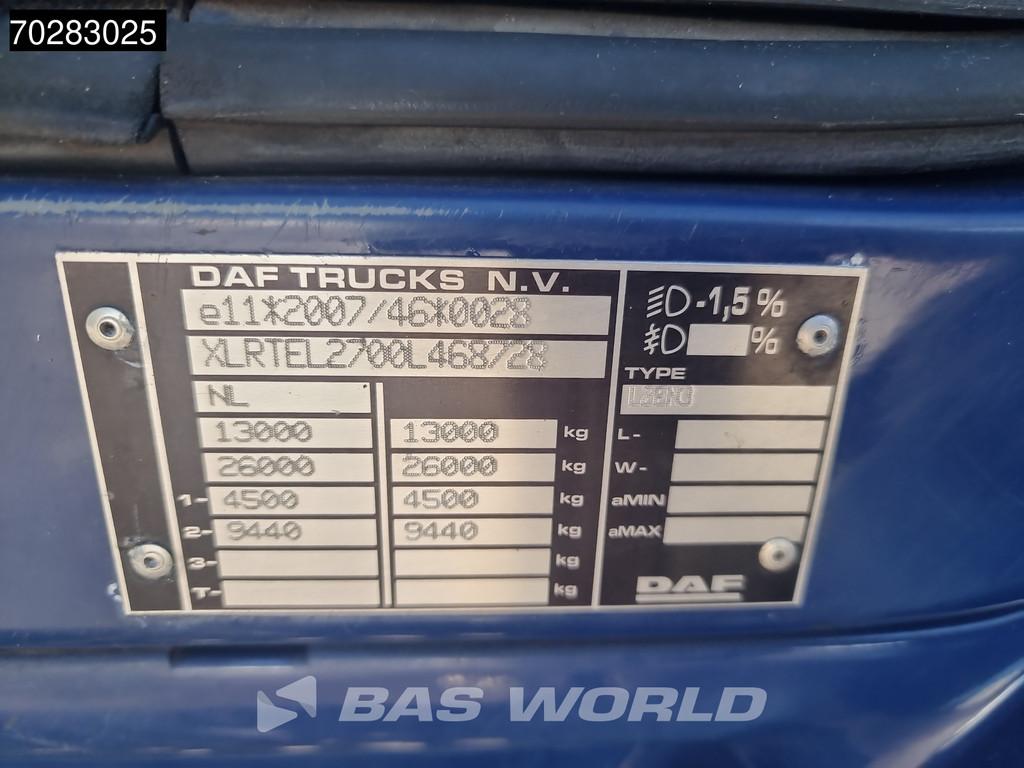 70283025
DAF TRUCKS N.V.
e11*2007/46*0028
XLRTEL2700L468728
NL
13000 13000 kg
26000 26000 kg
1- 4500 4500 kg
2- 9440 9440 kg
3- kg
T- kg
-1,5%
%
TYPE
L-
W-
aMIN
aMAX
DAF
BAS WORLD